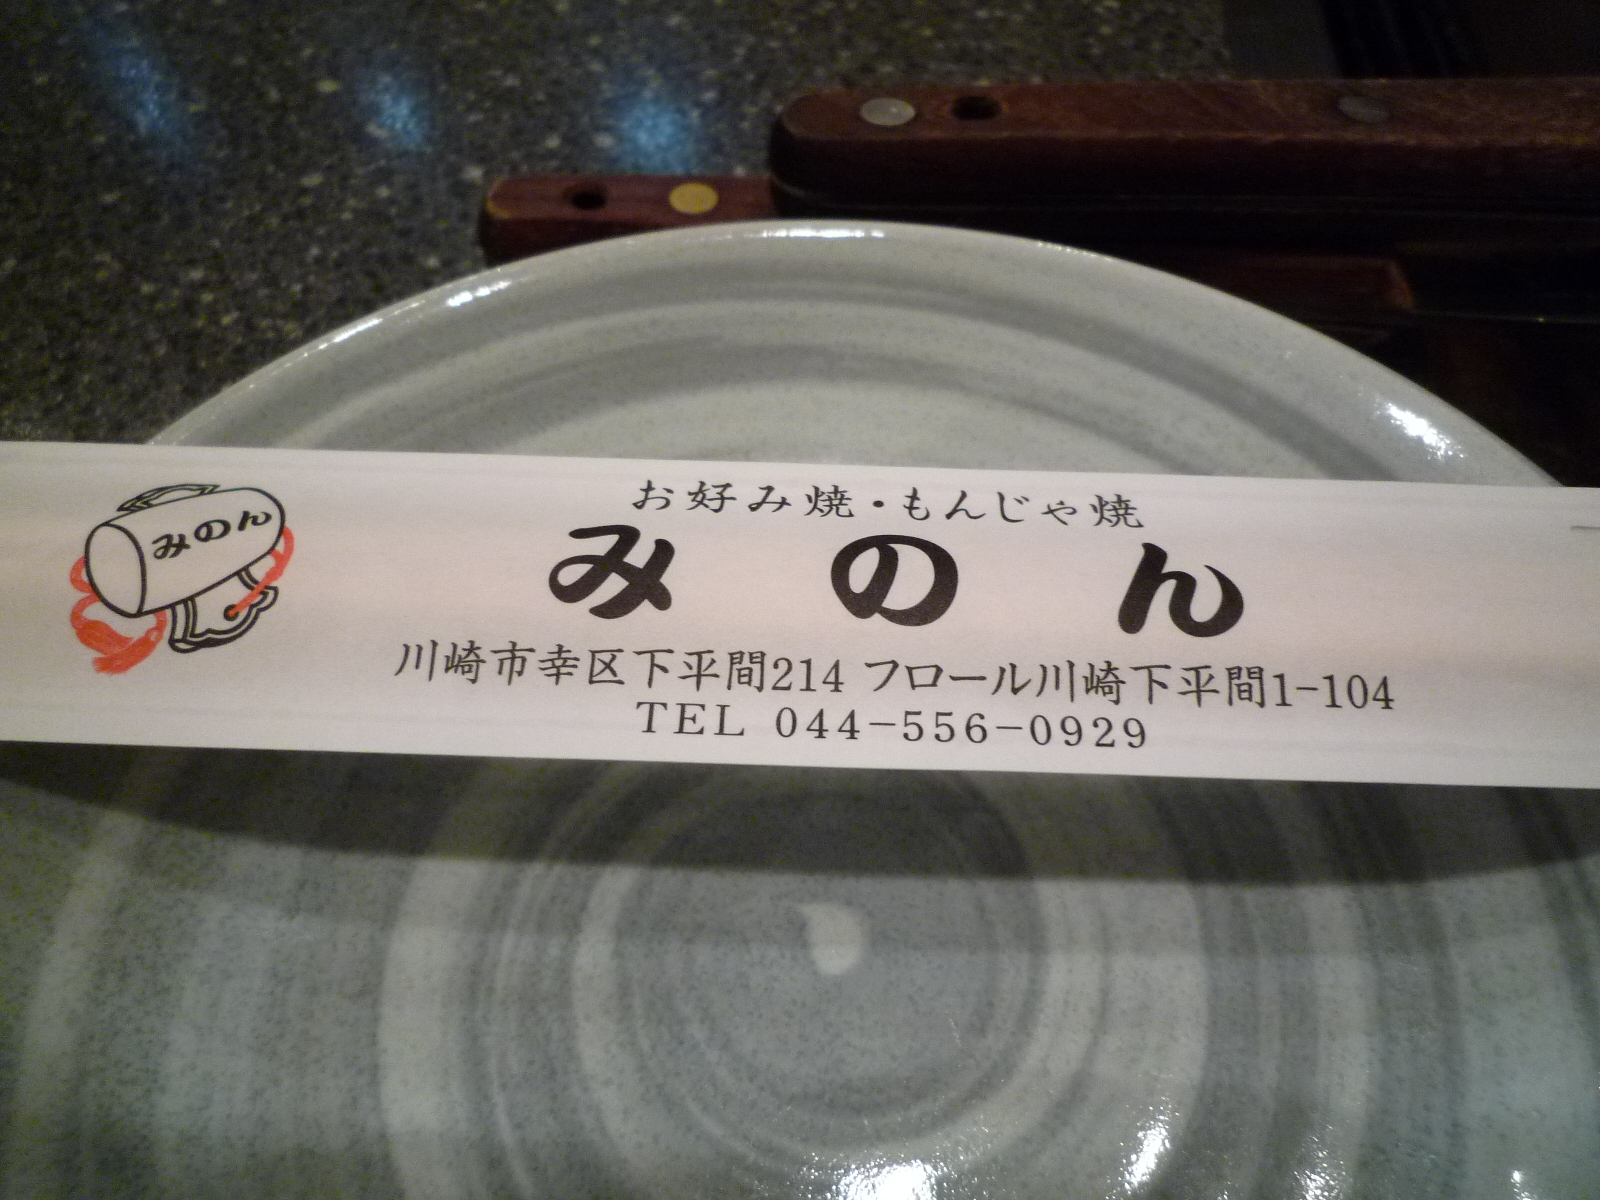 みのん
お好み焼・もんじゃ焼
みのん
川崎市幸区下平間214 フロール川崎下平間1-104
TEL 044-556-0929